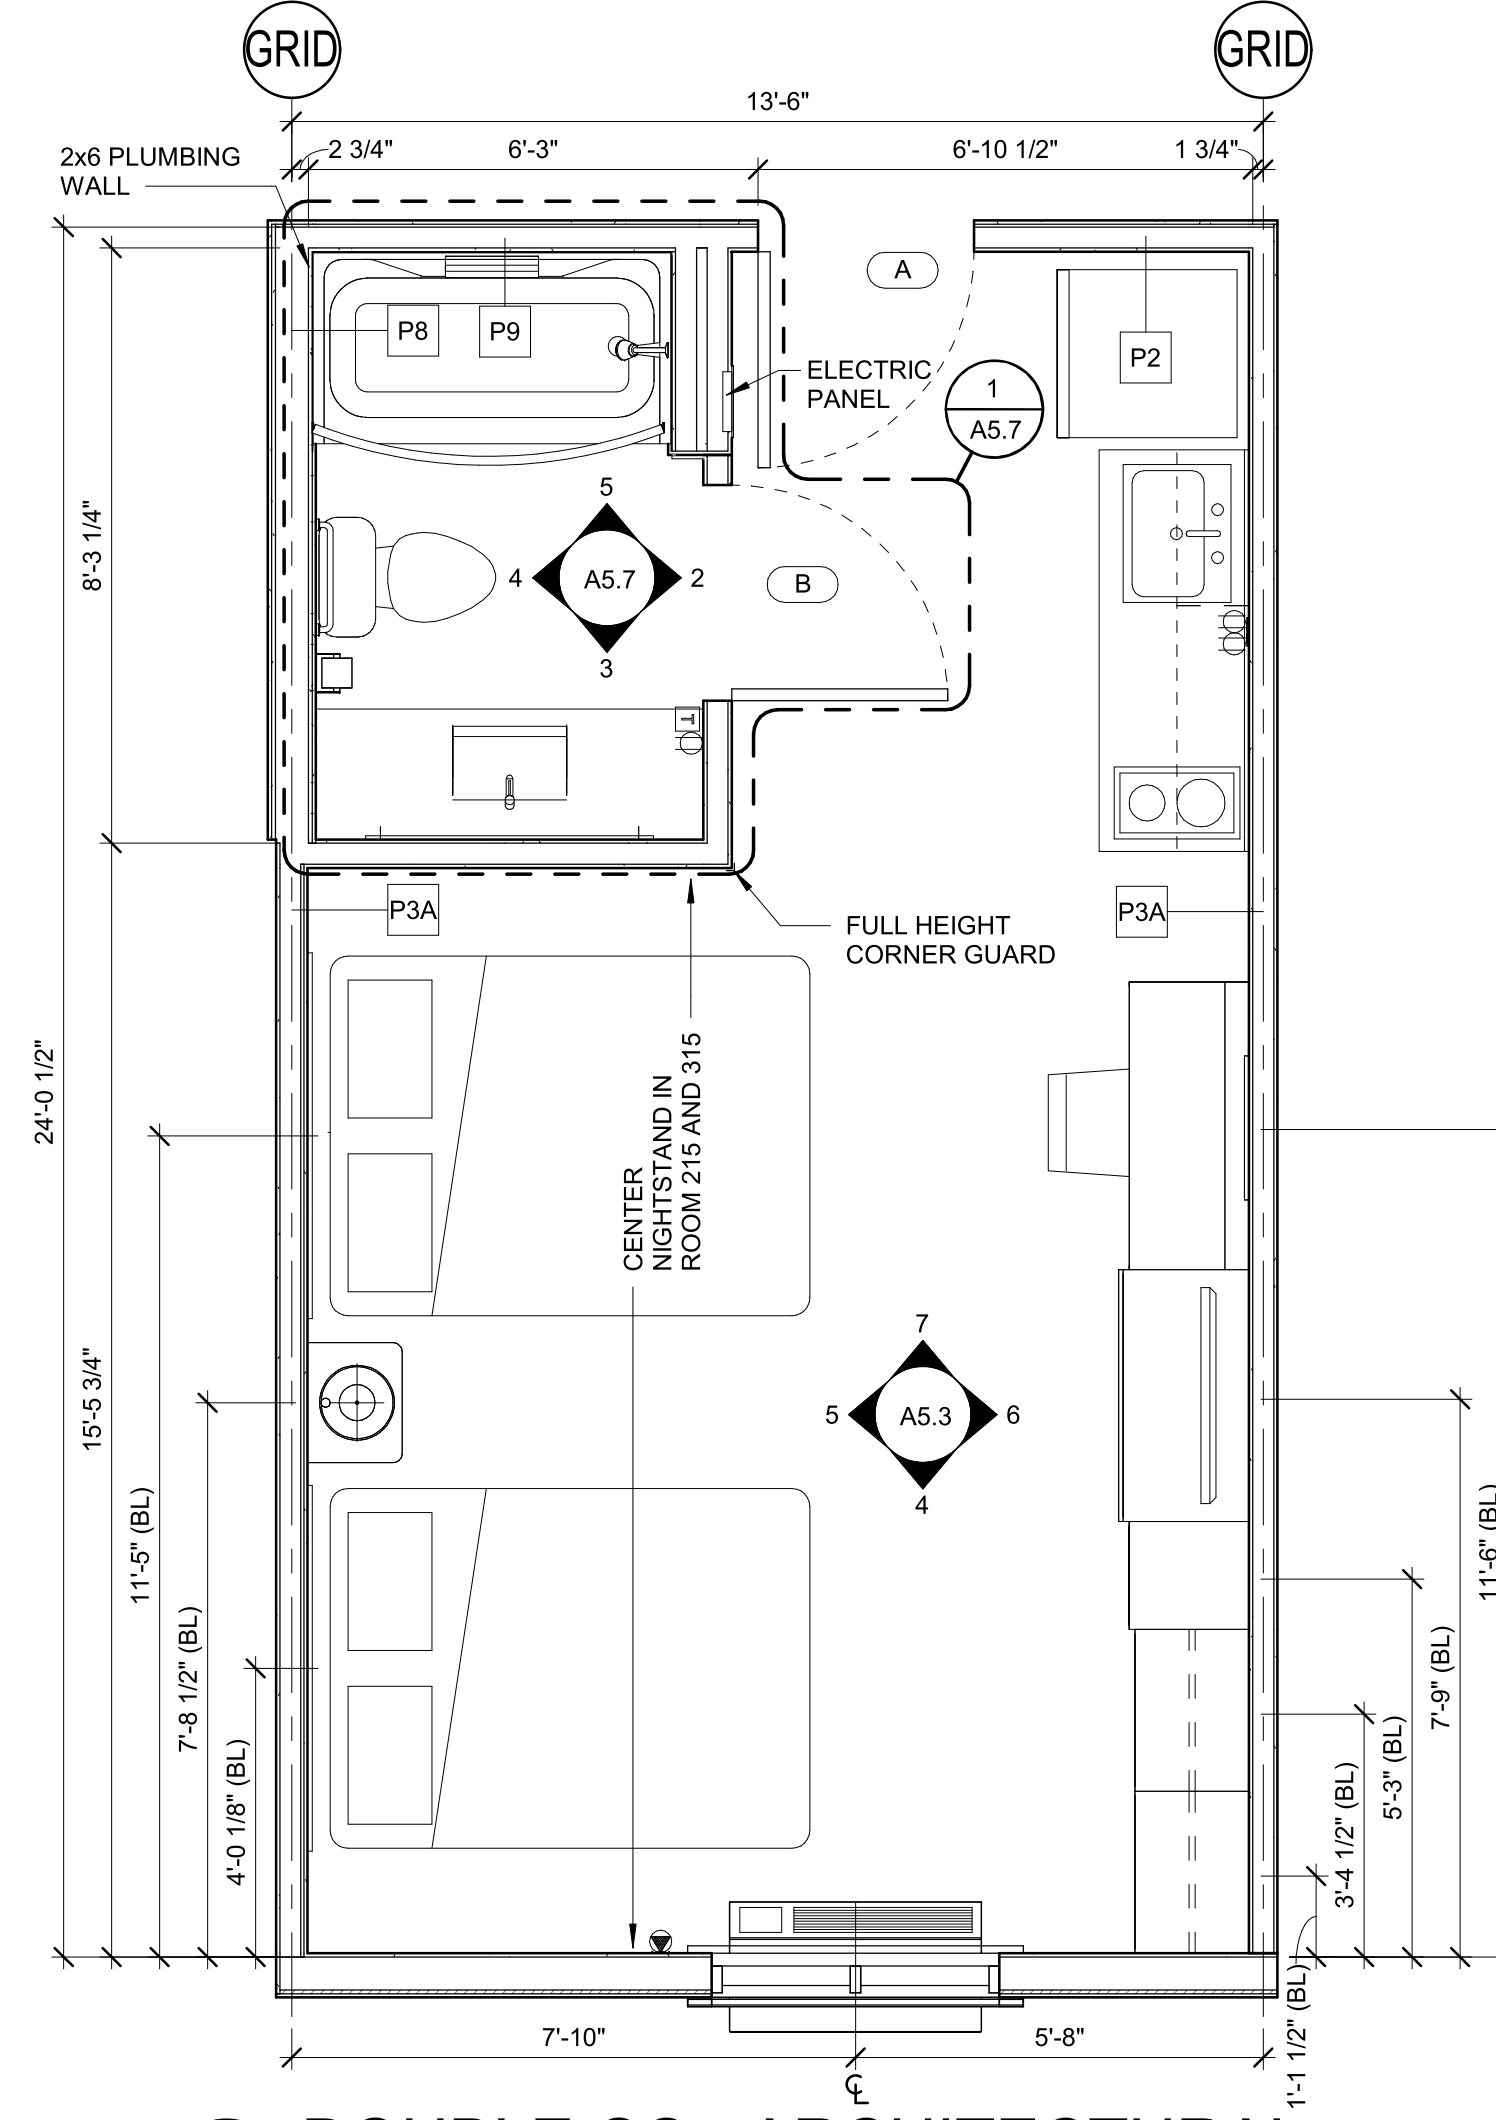 GRID GRID
13'-6"
2x6 PLUMBING
WALL
2 3/4" 6'-3" 6'-10 1/2" 1 3/4"
A
P8 P9 P2
ELECTRIC
PANEL
1
A5.7
8'-3 1/4"
5
4 A5.7 2
3
B
T
P3A P3A
FULL HEIGHT
CORNER GUARD
24'-0 1/2"
CENTER
NIGHTSTAND IN
ROOM 215 AND 315
15'-5 3/4"
7
5 A5.3 6
4
11'-5" (BL)
7'-8 1/2" (BL)
4'-0 1/8" (BL)
11'-6" (BL)
7'-9" (BL)
5'-3" (BL)
3'-4 1/2" (BL)
1'-1 1/2" (BL)
7'-10" 5'-8"
℄